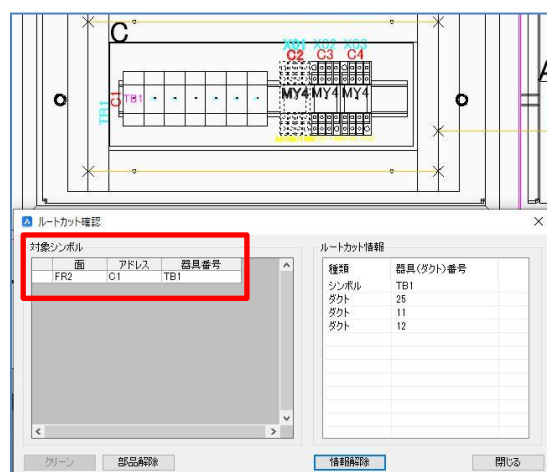 C
X01 X02 X03
C2 C3 C4
TB1
C1
TB1
MY4 MY4 MY4
A
ルートカット確認
対象シンボル
面 アドレス 器具番号
FR2 C1 TB1
ルートカット情報
種類 器具(ダクト)番号
シンボル TB1
ダクト 25
ダクト 11
ダクト 12
クリーン 部品解除 情報解除 閉じる